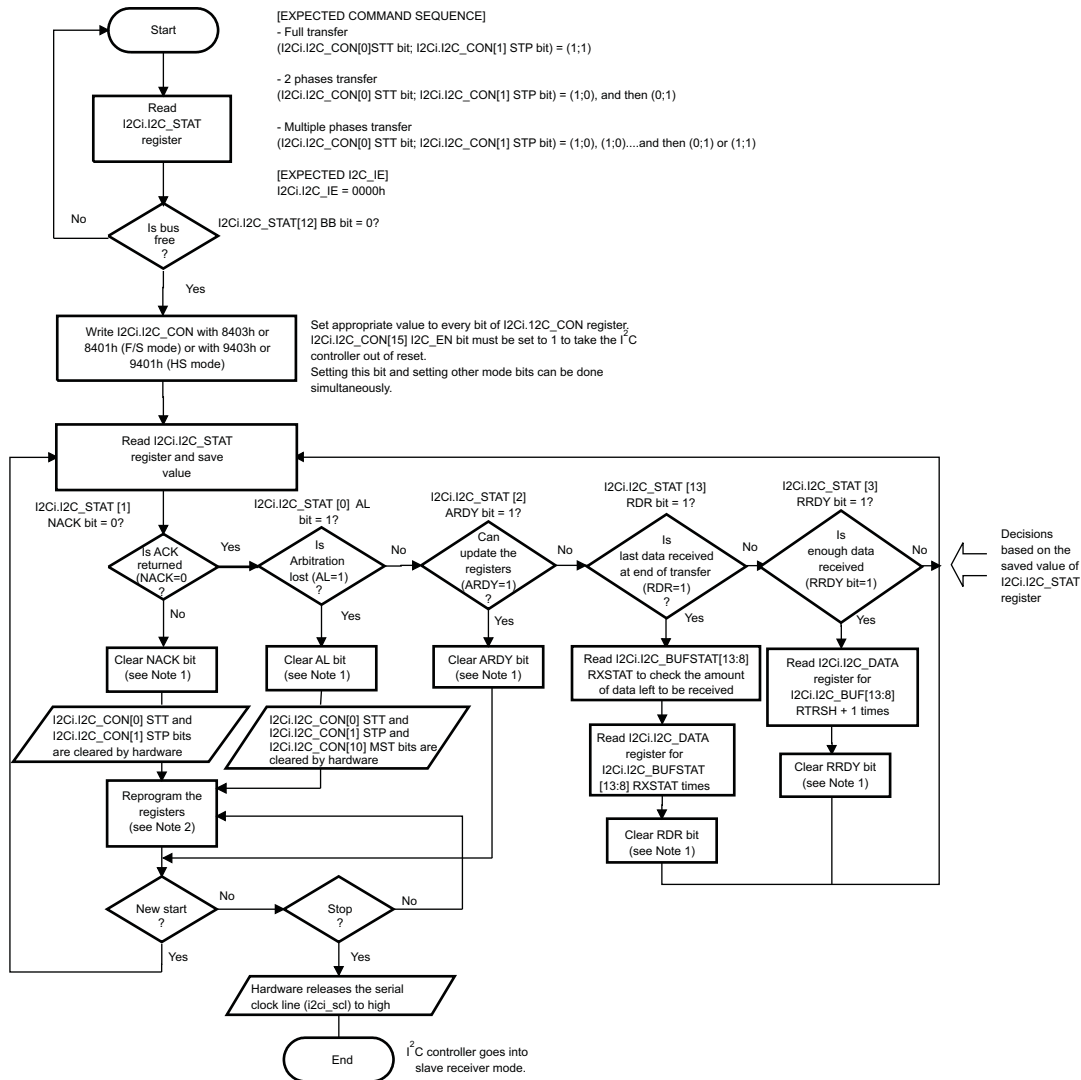 Start
[EXPECTED COMMAND SEQUENCE]
- Full transfer
(I2Ci.I2C_CON[0]STT bit; I2Ci.I2C_CON[1] STP bit) = (1;1)
- 2 phases transfer
(I2Ci.I2C_CON[0] STT bit; I2Ci.I2C_CON[1] STP bit) = (1;0), and then (0;1)
- Multiple phases transfer
(I2Ci.I2C_CON[0] STT bit; I2Ci.I2C_CON[1] STP bit) = (1;0), (1;0)....and then (0;1) or (1;1)
[EXPECTED I2C_IE]
I2Ci.I2C_IE = 0000h
Read
I2Ci.I2C_STAT
register
No
Is bus
free
?
I2Ci.I2C_STAT[12] BB bit = 0?
Yes
Write I2Ci.I2C_CON with 8403h or
8401h (F/S mode) or with 9403h or
9401h (HS mode)
Set appropriate value to every bit of I2Ci.12C_CON register.
I2Ci.I2C_CON[15] I2C_EN bit must be set to 1 to take the I2C
controller out of reset.
Setting this bit and setting other mode bits can be done
simultaneously.
Read I2Ci.I2C_STAT
register and save
value
I2Ci.I2C_STAT [1]
NACK bit = 0?
Is ACK
returned
(NACK=0
?
Yes
No
I2Ci.I2C_STAT [0] AL
bit = 1?
Is
Arbitration
lost (AL=1)
?
No
Yes
I2Ci.I2C_STAT [2]
ARDY bit = 1?
Can
update the
registers
(ARDY=1)
?
No
Yes
I2Ci.I2C_STAT [13]
RDR bit = 1?
Is
last data received
at end of transfer
(RDR=1)
?
No
Yes
I2Ci.I2C_STAT [3]
RRDY bit = 1?
Is
enough data
received
(RRDY bit=1)
No
Yes
Decisions
based on the
saved value of
I2Ci.I2C_STAT
register
Clear NACK bit
(see Note 1)
Clear AL bit
(see Note 1)
Clear ARDY bit
(see Note 1)
Read I2Ci.I2C_BUFSTAT[13:8]
RXSTAT to check the amount
of data left to be received
Read I2Ci.I2C_DATA
register for
I2Ci.I2C_BUF[13:8]
RTRSH + 1 times
I2Ci.I2C_CON[0] STT and
I2Ci.I2C_CON[1] STP bits
are cleared by hardware
I2Ci.I2C_CON[0] STT and
I2Ci.I2C_CON[1] STP and
I2Ci.I2C_CON[10] MST bits are
cleared by hardware
Read I2Ci.I2C_DATA
register for
I2Ci.I2C_BUFSTAT
[13:8] RXSTAT times
Clear RRDY bit
(see Note 1)
Reprogram the
registers
(see Note 2)
Clear RDR bit
(see Note 1)
New start
?
No
Yes
Stop
?
No
Yes
Hardware releases the serial
clock line (i2ci_scl) to high
End
I2C controller goes into
slave receiver mode.